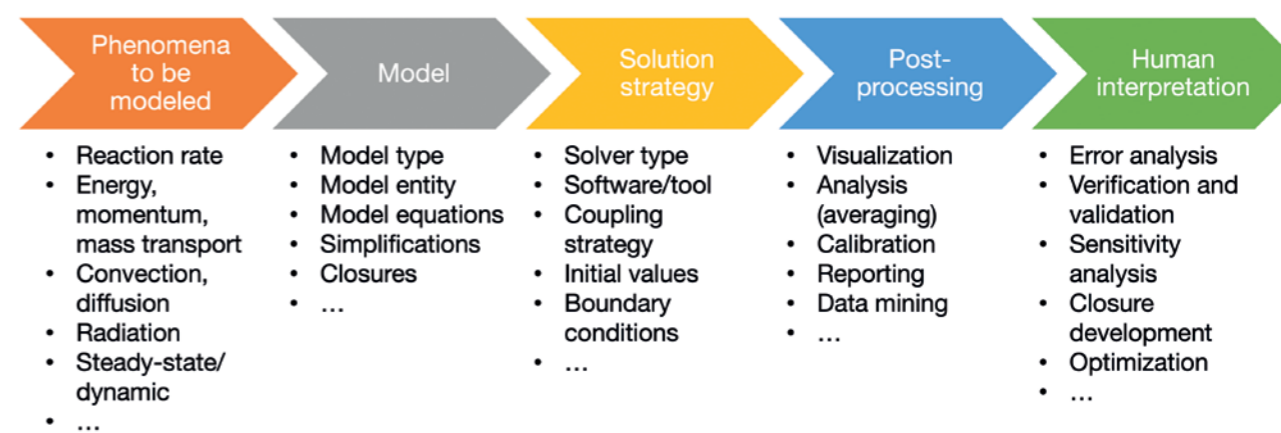 Phenomena
to be
modeled
Model
Solution
strategy
Post-
processing
Human
interpretation
• Reaction rate
• Energy,
momentum,
mass transport
• Convection,
diffusion
• Radiation
• Steady-state/
dynamic
• ...
• Model type
• Model entity
• Model equations
• Simplifications
• Closures
• ...
• Solver type
• Software/tool
• Coupling
strategy
• Initial values
• Boundary
conditions
• ...
• Visualization
• Analysis
(averaging)
• Calibration
• Reporting
• Data mining
• ...
• Error analysis
• Verification and
validation
• Sensitivity
analysis
• Closure
development
• Optimization
• ...